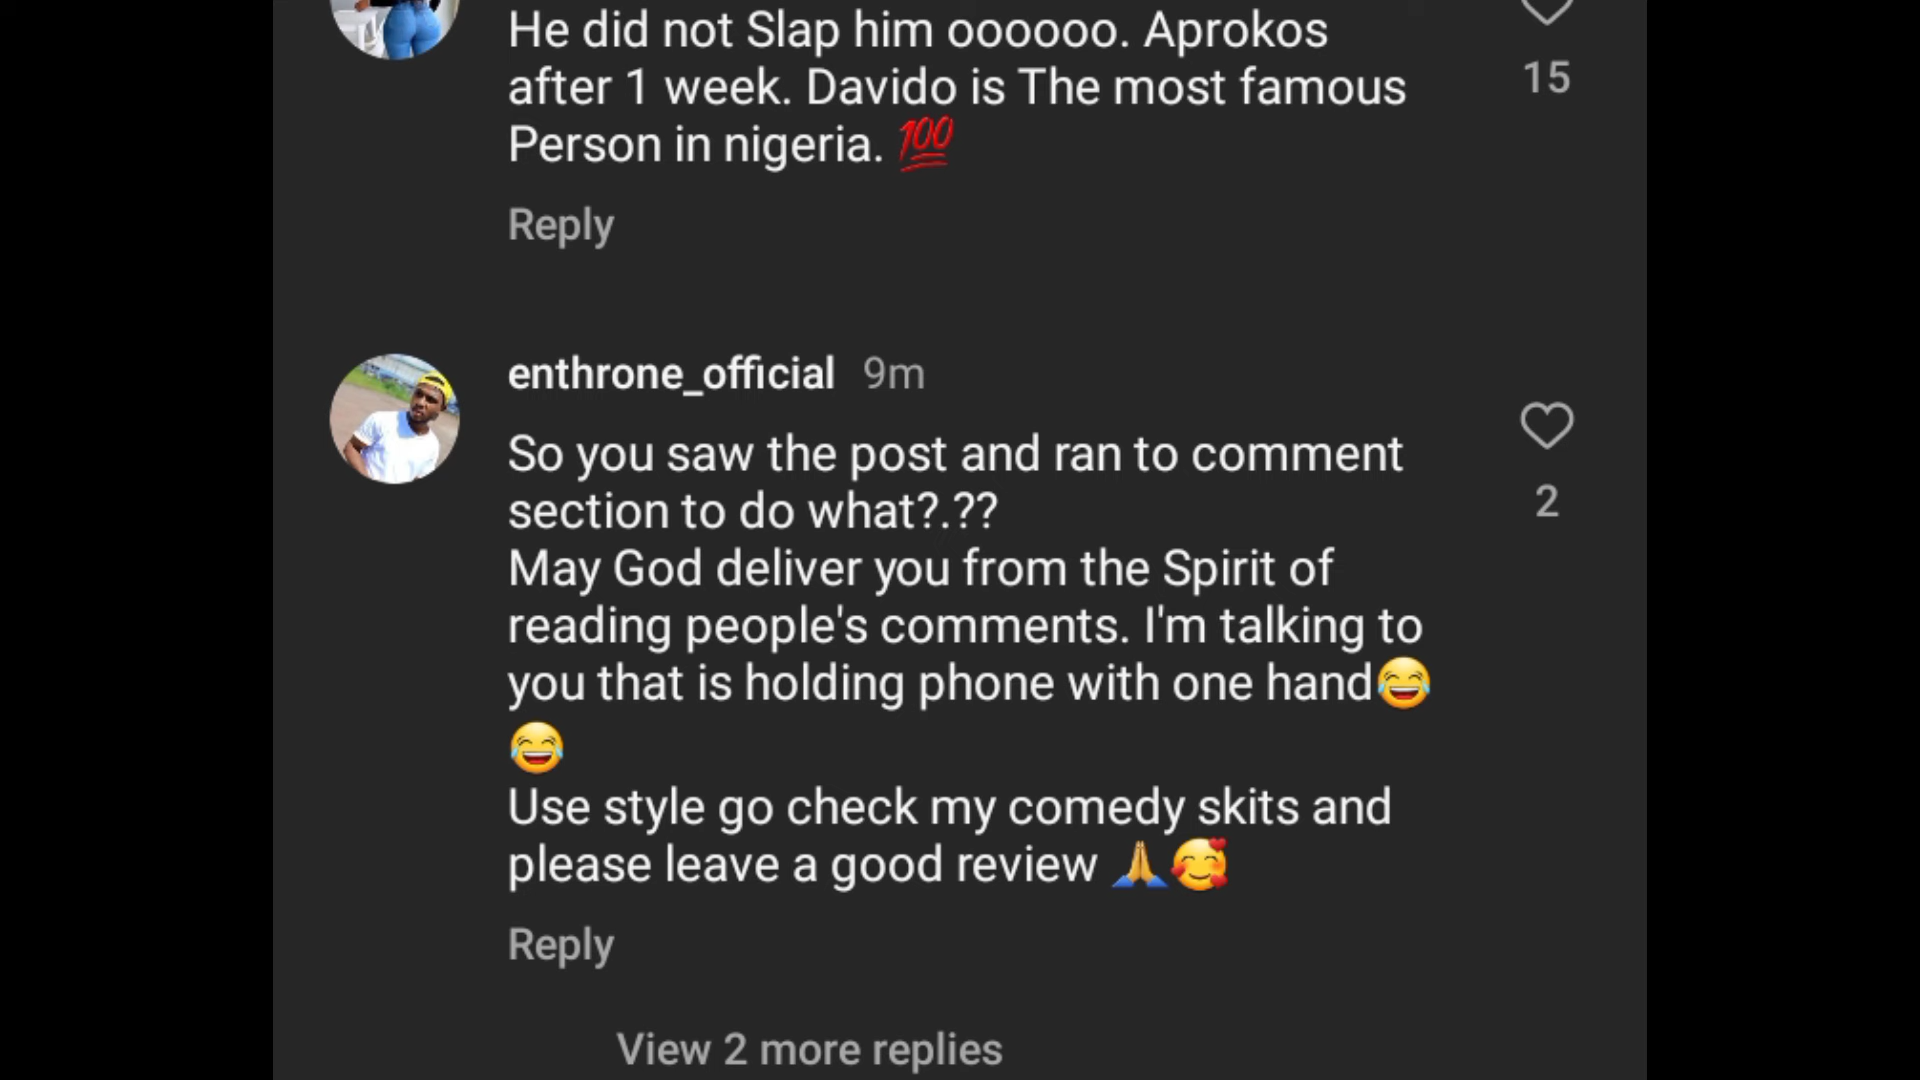 He did not Slap him oooooo. Aprokos
after 1 week. Davido is The most famous
Person in nigeria. 💯
15
Reply
enthrone_official 9m
So you saw the post and ran to comment
section to do what?.??
May God deliver you from the Spirit of
reading people's comments. I'm talking to
you that is holding phone with one hand😂
😂
Use style go check my comedy skits and
please leave a good review 🙏🥰
2
Reply
View 2 more replies